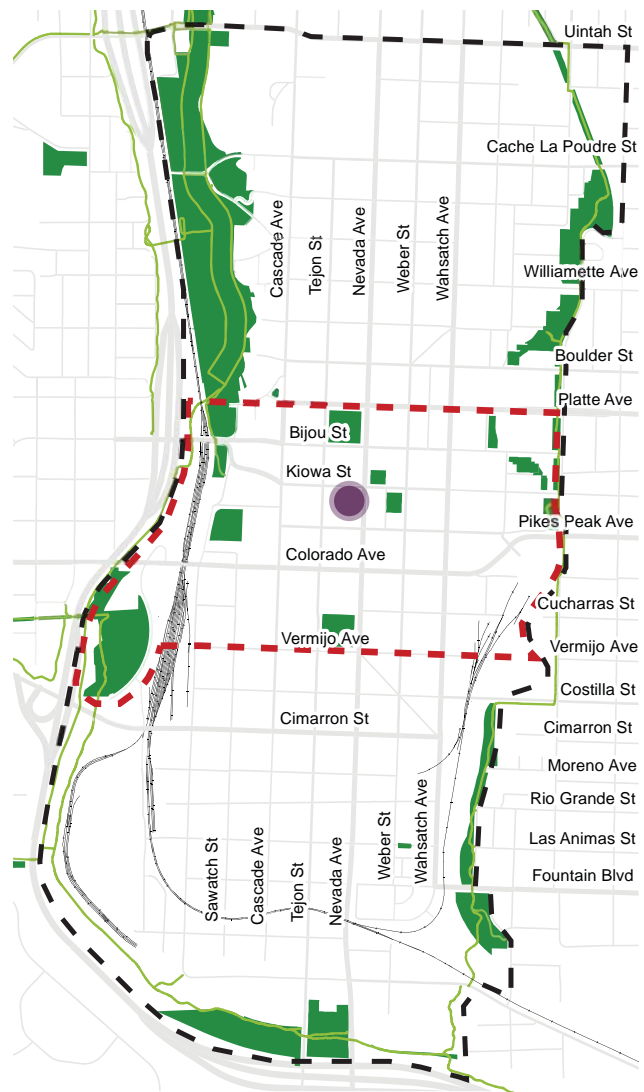 Uintah St
Cache La Poudre St
Cascade Ave
Tejon St
Nevada Ave
Weber St
Wahsatch Ave
Williamette Ave
Boulder St
Platte Ave
Bijou St
Kiowa St
Pikes Peak Ave
Colorado Ave
Cucharras St
Vermijo Ave
Vermijo Ave
Costilla St
Cimarron St
Cimarron St
Moreno Ave
Rio Grande St
Las Animas St
Fountain Blvd
Sawatch St
Cascade Ave
Tejon St
Nevada Ave
Weber St
Wahsatch Ave